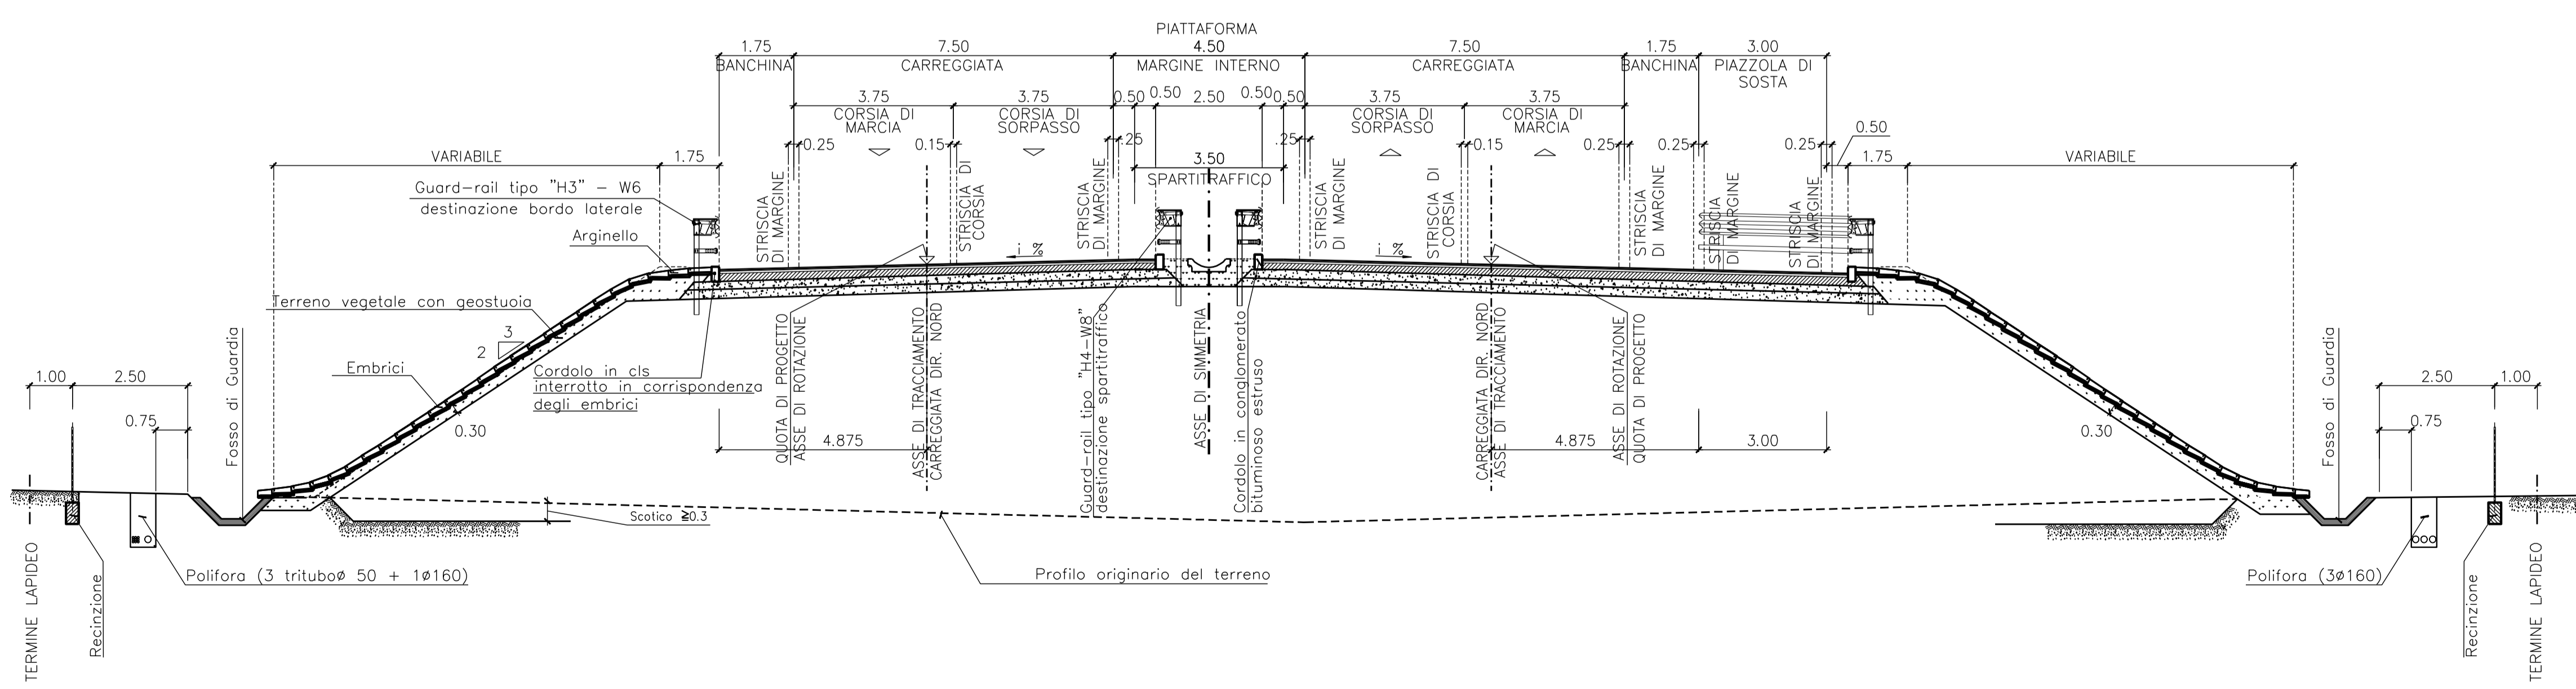 PIATTAFORMA
1.75 7.50 4.50 7.50 1.75 3.00
BANCHINA CARREGGIATA MARGINE INTERNO CARREGGIATA BANCHINA PIAZZOLA DI
SOSTA
3.75 3.75 0.50 0.50 2.50 0.50 0.50 3.75 3.75
CORSIA DI
MARCIA
CORSIA DI
SORPASSO
CORSIA DI
SORPASSO
CORSIA DI
MARCIA
0.25 0.15 .25 3.50 .25 0.15 0.25 0.25 0.25 0.50
SPARTITRAFFICO
VARIABILE 1.75 1.75 VARIABILE
STRISCIA
DI MARGINE
STRISCIA DI
CORSIA
STRISCIA
DI MARGINE
STRISCIA
DI MARGINE
STRISCIA DI
CORSIA
STRISCIA
DI MARGINE
STRISCIA
DI MARGINE
STRISCIA
DI MARGINE
Guard-rail tipo "H3" - W6
destinazione bordo laterale
Arginello
i % i %
Terreno vegetale con geostuoia
3
2
Embrici
Cordolo in cls
interrotto in corrispondenza
degli embrici
0.30
0.30
1.00 2.50
0.75
Fosso di Guardia
QUOTA DI PROGETTO
ASSE DI ROTAZIONE
ASSE DI TRACCIAMENTO
CARREGGIATA DIR. NORD
4.875
Guard-rail tipo "H4-W8"
destinazione spartitraffico
ASSE DI SIMMETRIA
Cordolo in conglomerato
bituminoso estruso
CARREGGIATA DIR. NORD
ASSE DI TRACCIAMENTO
ASSE DI ROTAZIONE
QUOTA DI PROGETTO
4.875 3.00
Fosso di Guardia
2.50 1.00
0.75
Scotico ≥0.3
Profilo originario del terreno
Polifora (3 trituboø 50 + 1ø160)
Polifora (3ø160)
TERMINE LAPIDEO
Recinzione
Recinzione
TERMINE LAPIDEO